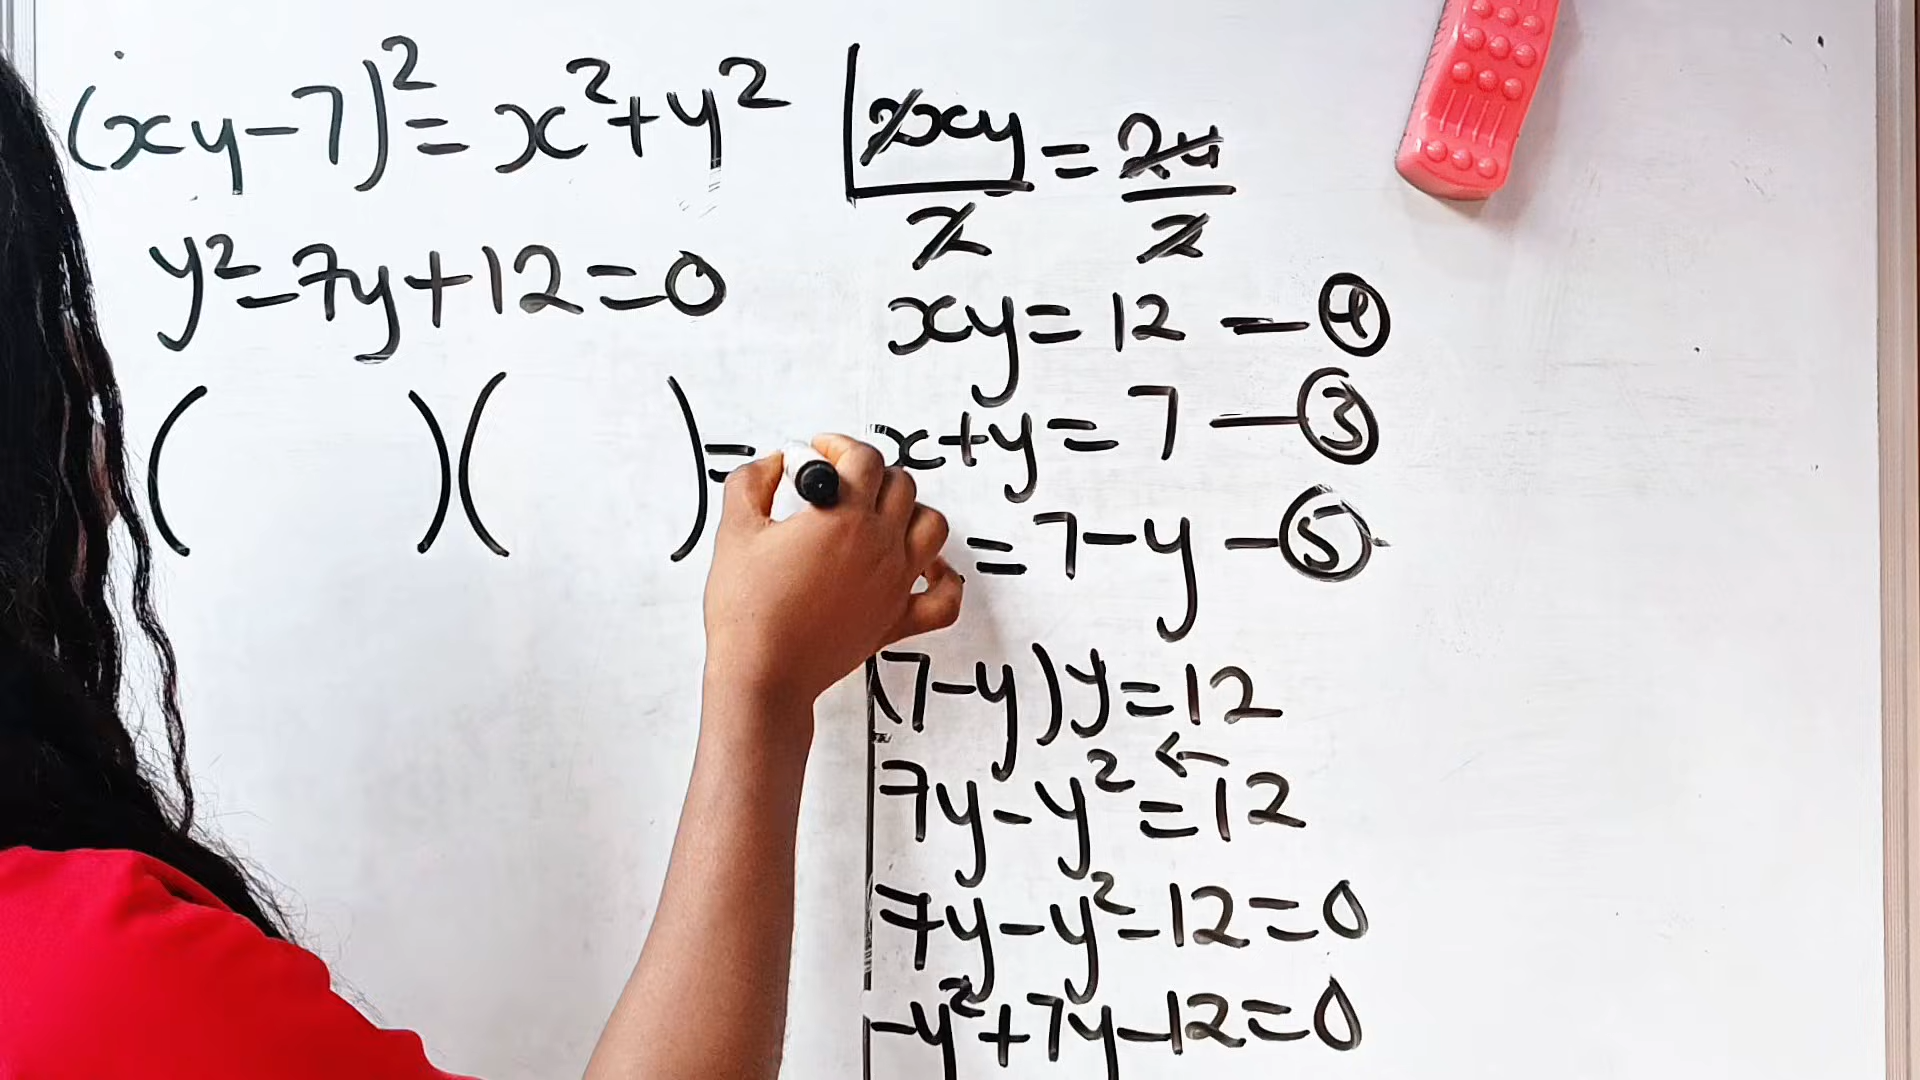 (xy-7)² = x²+y²
y²-7y+12=0
(    )(    )=
2xy/2 = 24/2
xy=12 - ④
x+y=7 - ③
=7-y - ⑤
(7-y)y=12
7y-y²=12
7y-y²-12=0
-y²+7y-12=0